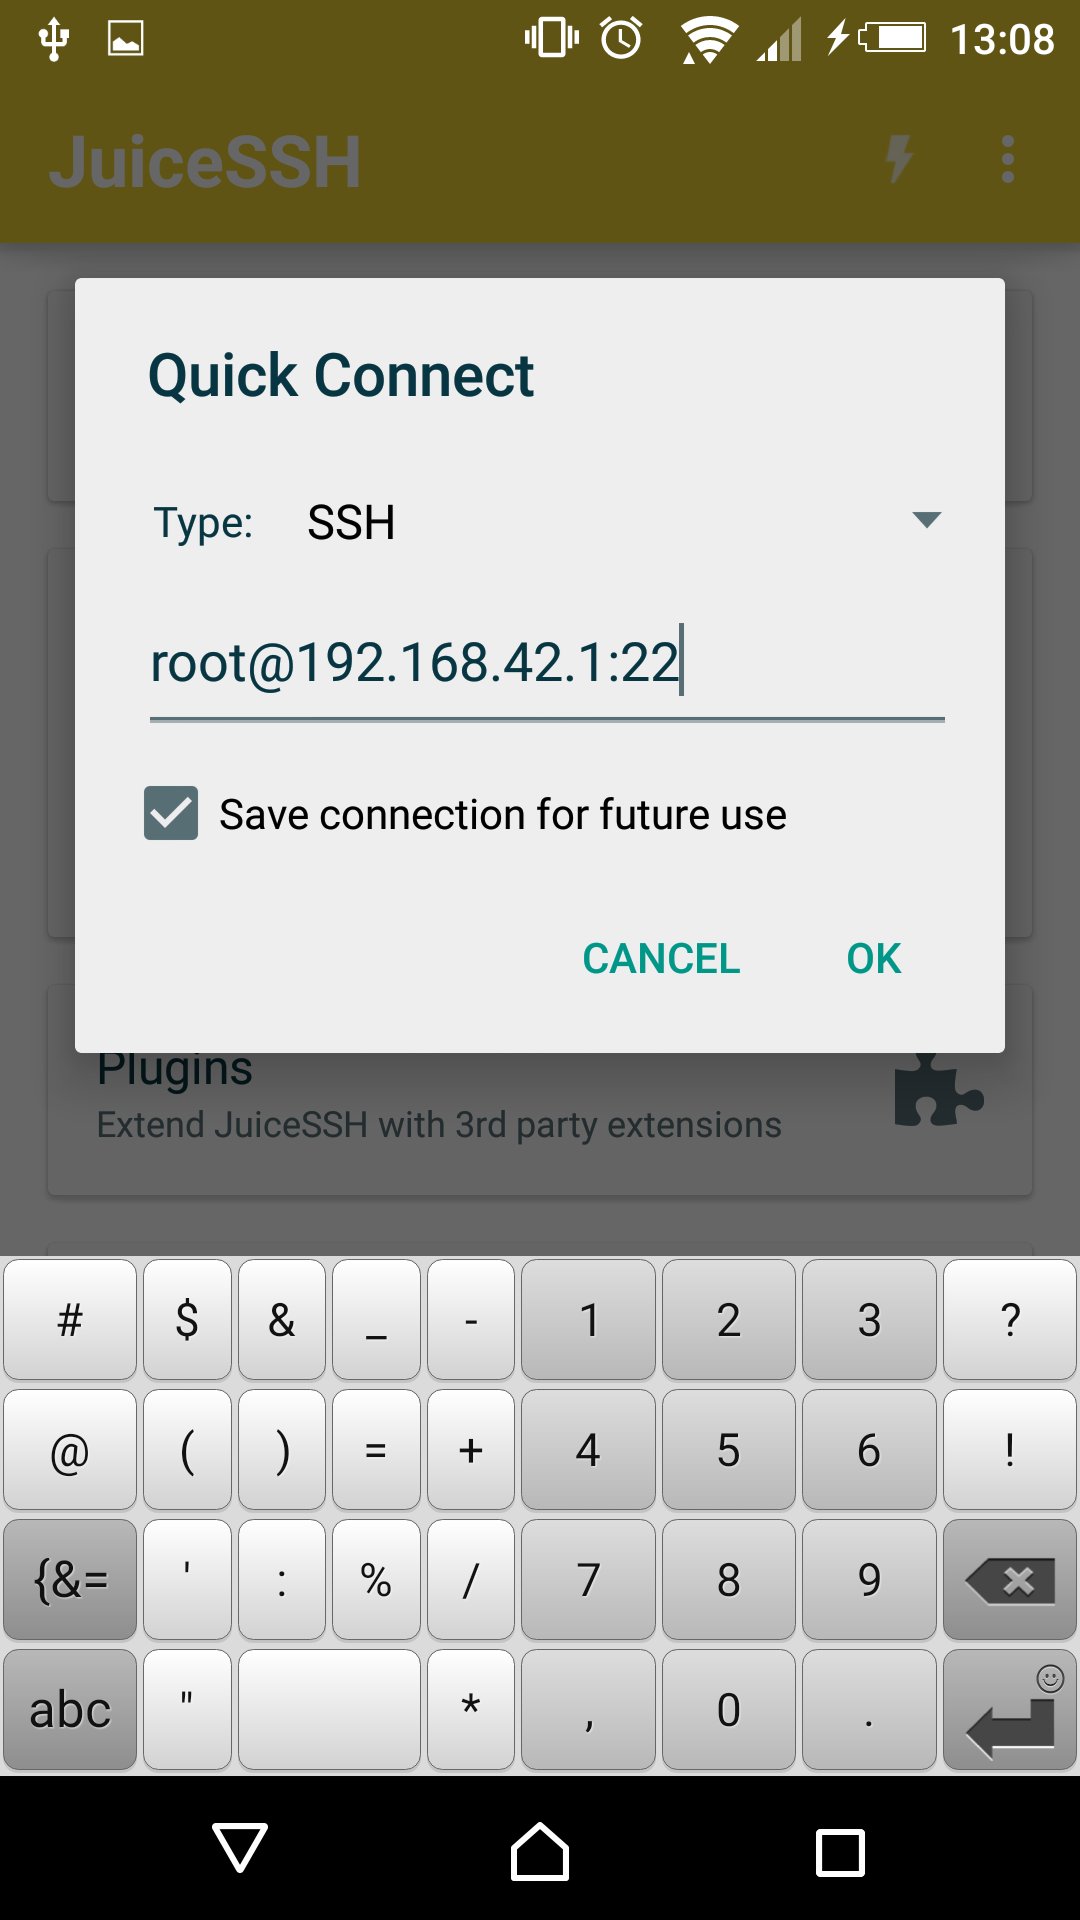 13:08
JuiceSSH
Quick Connect
Type: SSH
root@192.168.42.1:22
Save connection for future use
CANCEL OK
Plugins
Extend JuiceSSH with 3rd party extensions
# $ & _ - 1 2 3 ?
@ ( ) = + 4 5 6 !
{&= ' : % / 7 8 9
abc " * , 0 .